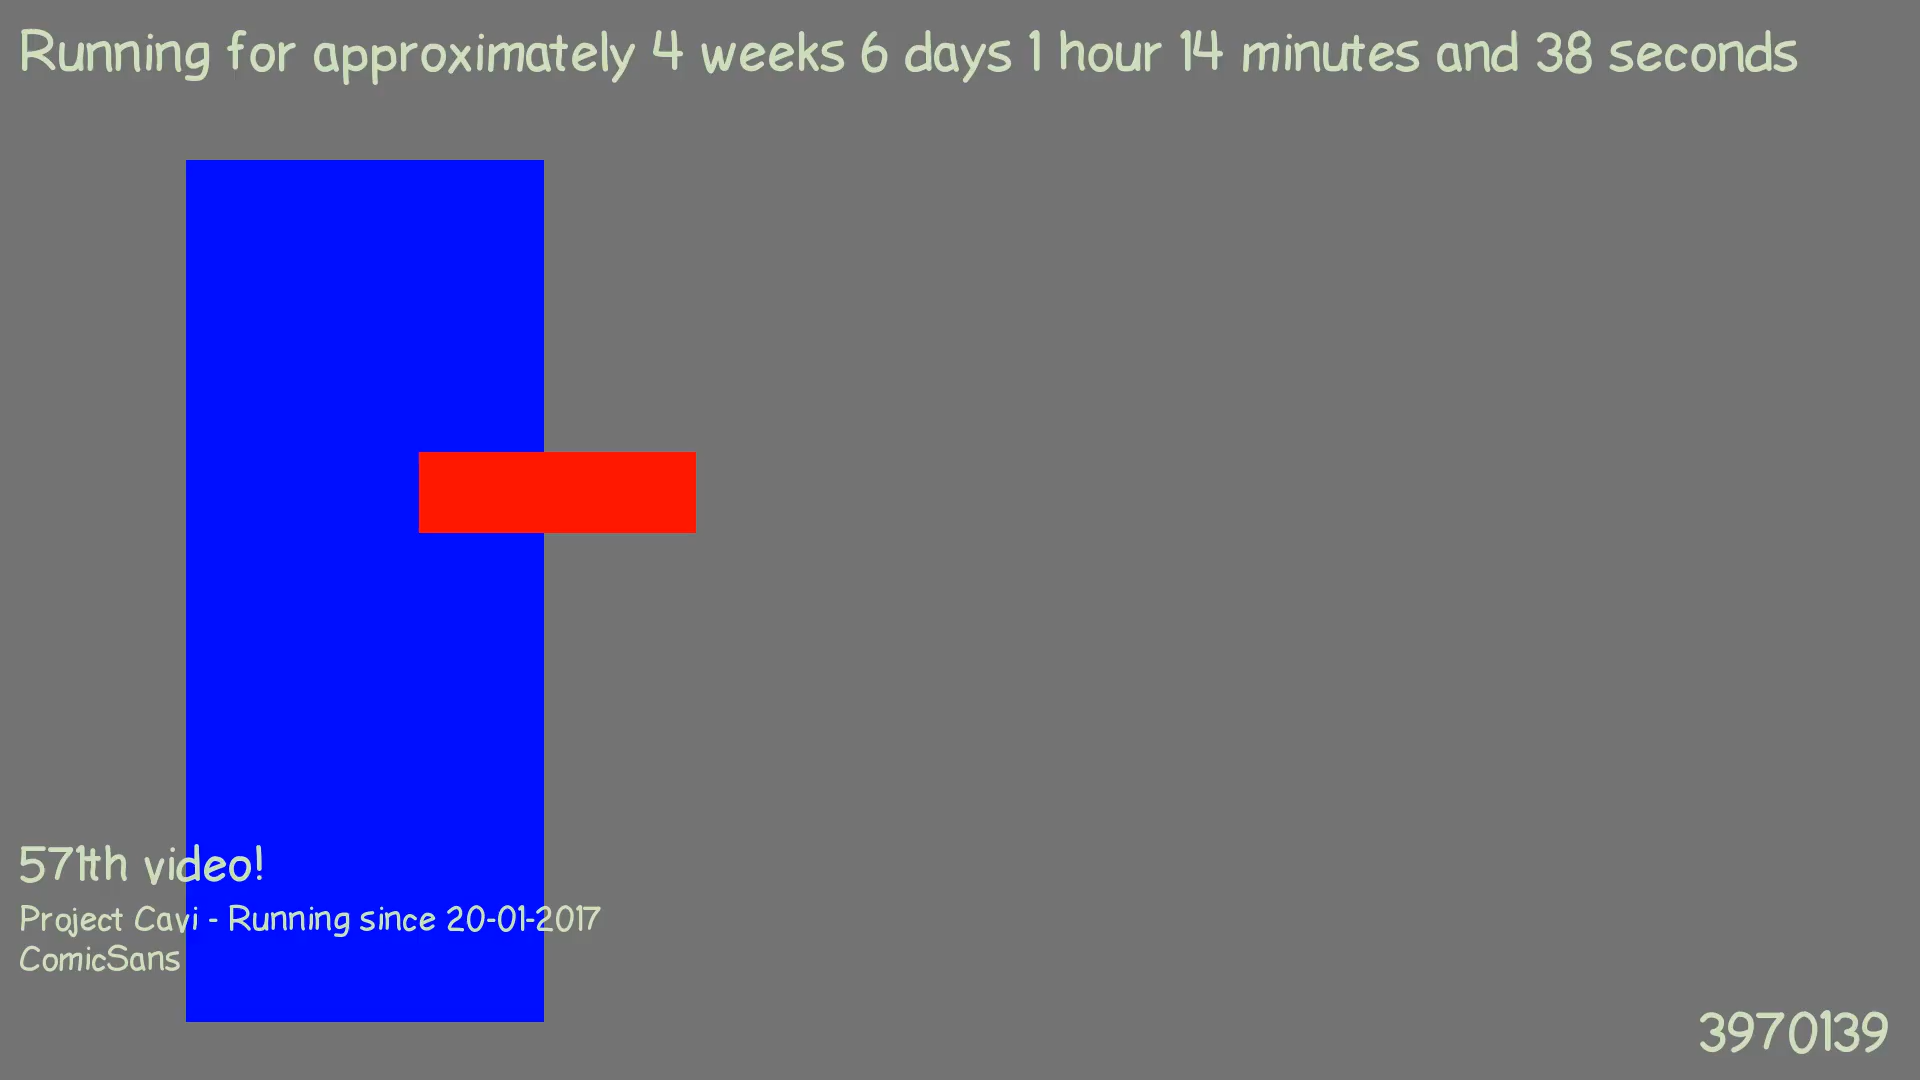 Running for approximately 4 weeks 6 days 1 hour 14 minutes and 38 seconds
571th video!
Project Cavi - Running since 20-01-2017
ComicSans
3970139